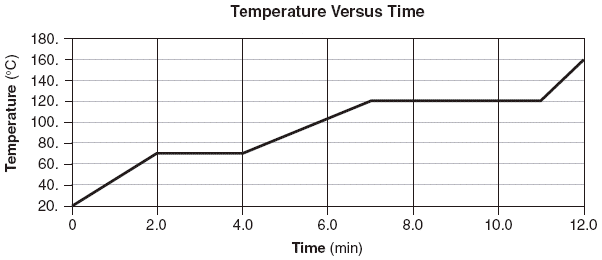 Temperature Versus Time
Temperature (°C)
180.
160.
140.
120.
100.
80.
60.
40.
20.
0 2.0 4.0 6.0 8.0 10.0 12.0
Time (min)